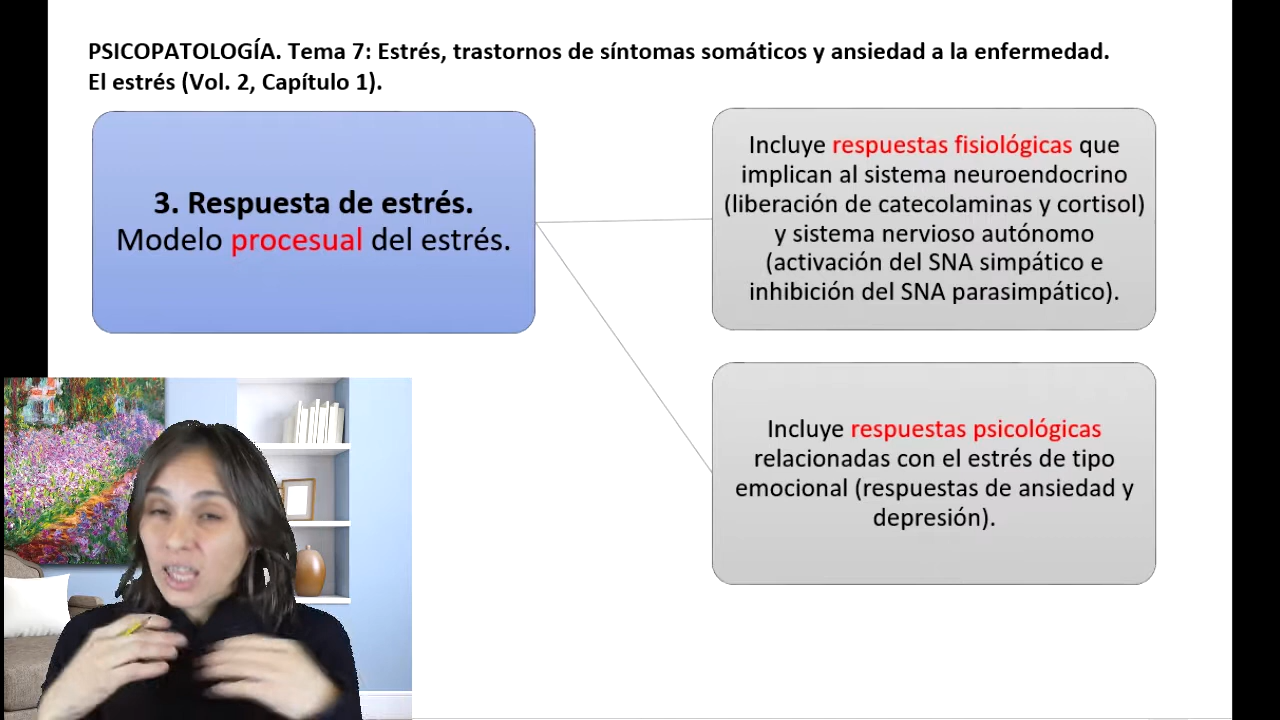 PSICOPATOLOGÍA. Tema 7: Estrés, trastornos de síntomas somáticos y ansiedad a la enfermedad.
El estrés (Vol. 2, Capítulo 1).
3. Respuesta de estrés.
Modelo procesual del estrés.
Incluye respuestas fisiológicas que
implican al sistema neuroendocrino
(liberación de catecolaminas y cortisol)
y sistema nervioso autónomo
(activación del SNA simpático e
inhibición del SNA parasimpático).
Incluye respuestas psicológicas
relacionadas con el estrés de tipo
emocional (respuestas de ansiedad y
depresión).